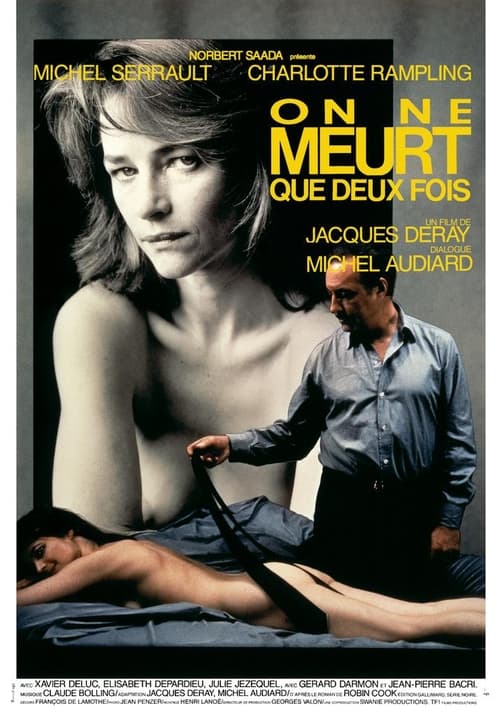 NORBERT SAADA présente
MICHEL SERRAULT CHARLOTTE RAMPLING
ON NE
MEURT
QUE DEUX FOIS
UN FILM DE
JACQUES DERAY
DIALOGUE
MICHEL AUDIARD
AVEC XAVIER DELUC, ELISABETH DEPARDIEU, JULIE JEZEQUEL, AVEC GERARD DARMON ET JEAN-PIERRE BACRI.
MUSIQUE CLAUDE BOLLING/ADAPTATION JACQUES DERAY, MICHEL AUDIARD/D'APRÈS LE ROMAN DE ROBIN COOK EDITION GALLIMARD, SÉRIE NOIRE.
DÉCORS FRANÇOIS DE LAMOTHE/PHOTO JEAN PENZER/MONTAGE HENRI LANOË/DIRECTEUR DE PRODUCTION GEORGES VALON/UNE COPRODUCTION SWANIE PRODUCTIONS, TF1 FILMS PRODUCTIONS